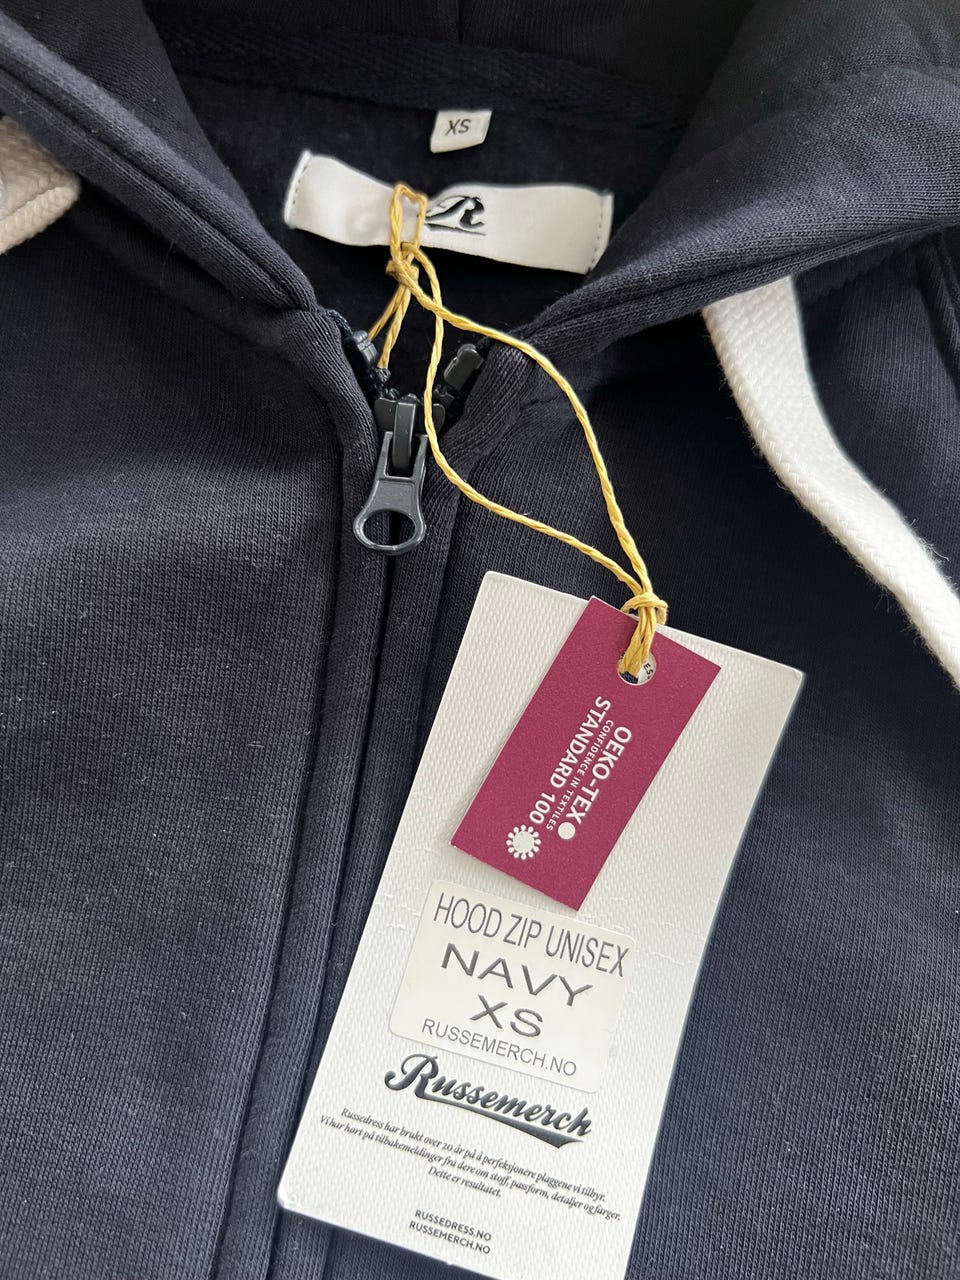 XS
R
OEKO-TEX
CONFIDENCE IN TEXTILES
STANDARD 100
HOOD ZIP UNISEX
NAVY
XS
RUSSEMERCH.NO
Russemerch
Russedress har brukt over 20 år på å perfeksjonere plaggene vi tilbyr.
Vi har hørt på tilbakemeldinger fra dere om stoff, passform, detaljer og farger.
Dette er resultatet.
RUSSEDRESS.NO
RUSSEMERCH.NO